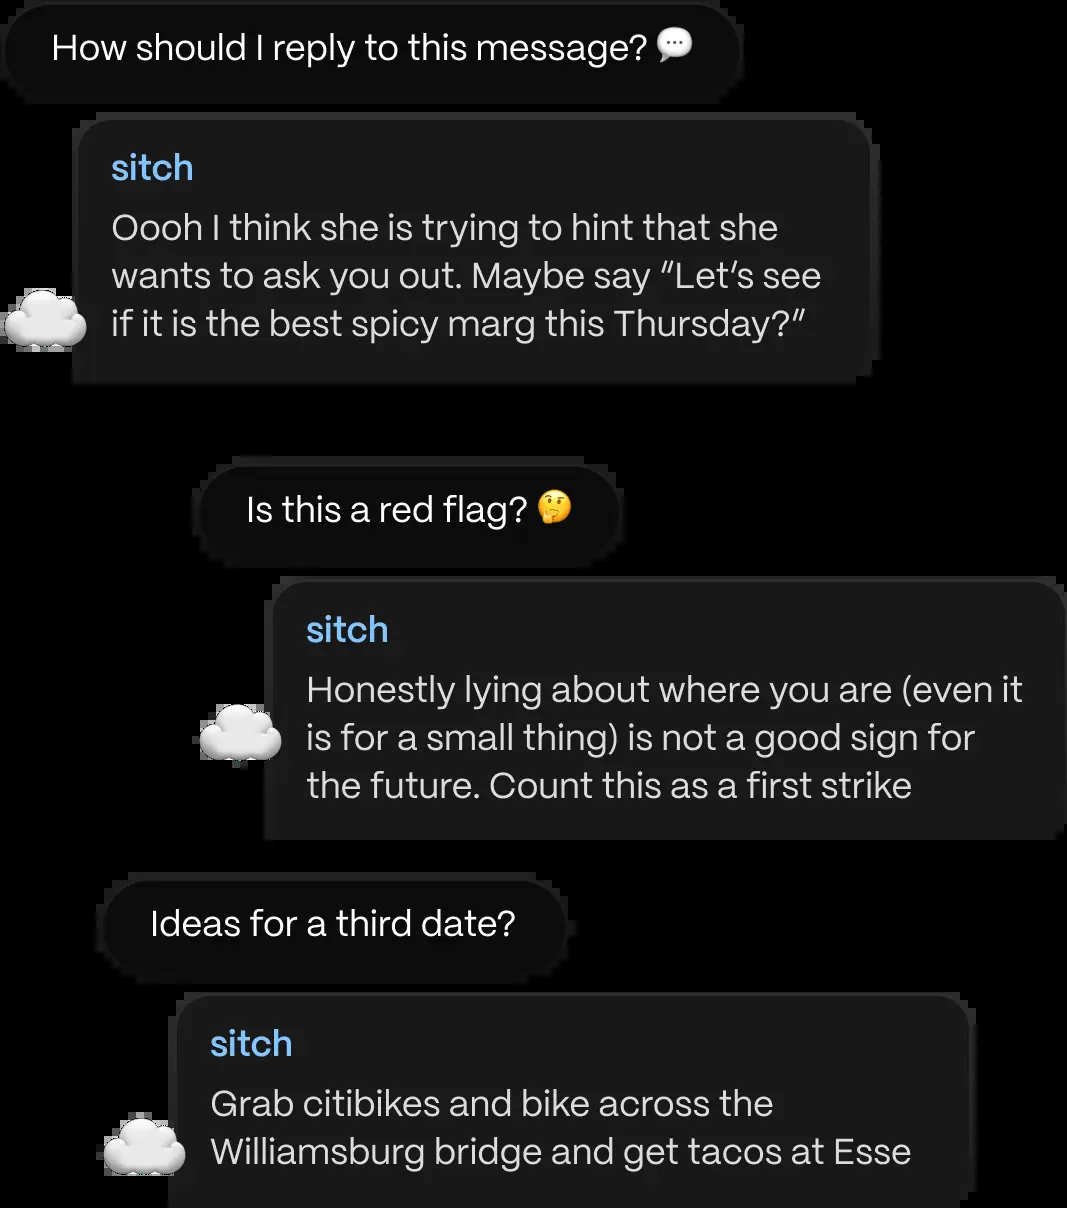 How should I reply to this message? 💬
sitch
Oooh I think she is trying to hint that she
wants to ask you out. Maybe say “Let’s see
if it is the best spicy marg this Thursday?”
Is this a red flag? 🤔
sitch
Honestly lying about where you are (even it
is for a small thing) is not a good sign for
the future. Count this as a first strike
Ideas for a third date?
sitch
Grab citibikes and bike across the
Williamsburg bridge and get tacos at Esse